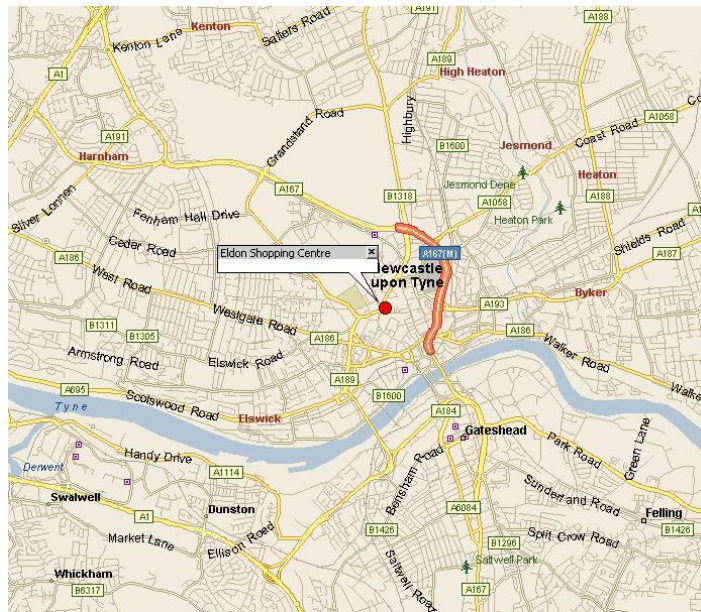 A191
A188
Kenton
Salters Road
Kenton Lane
A1
A189
High Heaton
A191
Grandstand Road
Highbury
B1600
Jesmond
A1058
Coast Road
Harnham
Heaton
Jesmond Dene
A188
Silver Lonnen
A167
B1318
A1058
Heaton Park
Fenham Hall Drive
Shields Road
Cedar Road
Eldon Shopping Centre
A167(M)
A186
A187
Newcastle
upon Tyne
West Road
Byker
A193
Westgate Road
B1311
B1305
A186
A186
Walker Road
Armstrong Road
Elswick Road
A189
Walke
A695
Scotswood Road
B1600
Tyne
Elswick
A184
Gateshead
Handy Drive
Park Road
Green Lane
A1114
Bensham Road
Derwent
Swalwell
Dunston
Sunderland Road
Felling
A1
A6084
Market Lane
Ellison Road
B1426
Split Crow Road
B1426
B1296
Saltwell Road
Saltwell Park
Whickham
B6317
A167